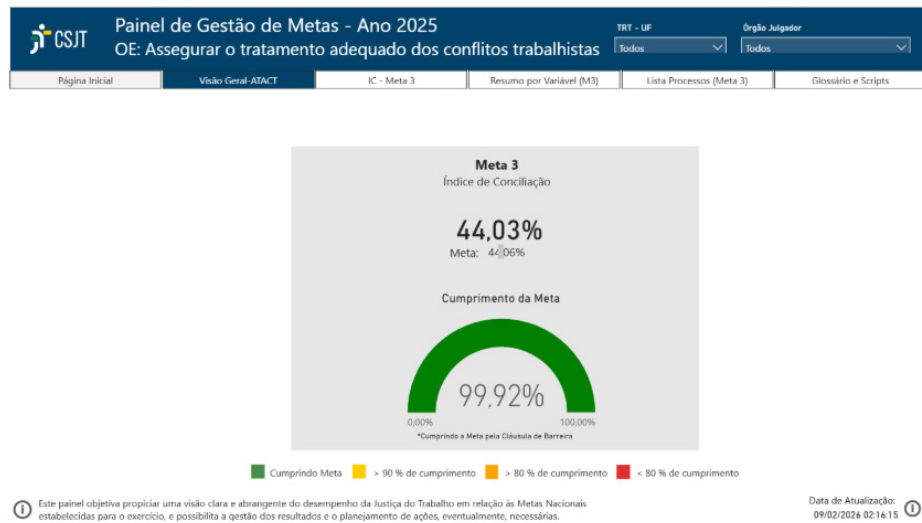 CSJT
Painel de Gestão de Metas - Ano 2025
OE: Assegurar o tratamento adequado dos conflitos trabalhistas
TRT - UF
Todos
Órgão Julgador
Todos
Página Inicial
Visão Geral-ATACT
IC - Meta 3
Resumo por Variável (M3)
Lista Processos (Meta 3)
Glossário e Scripts
Meta 3
Índice de Conciliação
44,03%
Meta: 44,06%
Cumprimento da Meta
99,92%
0,00%
100,00%
*Cumprindo a Meta pela Cláusula de Barreira
Cumprindo Meta
> 90 % de cumprimento
> 80 % de cumprimento
< 80 % de cumprimento
Este painel objetiva propiciar uma visão clara e abrangente do desempenho da Justiça do Trabalho em relação às Metas Nacionais
estabelecidas para o exercício, e possibilita a gestão dos resultados e o planejamento de ações, eventualmente, necessárias.
Data de Atualização:
09/02/2026 02:16:15